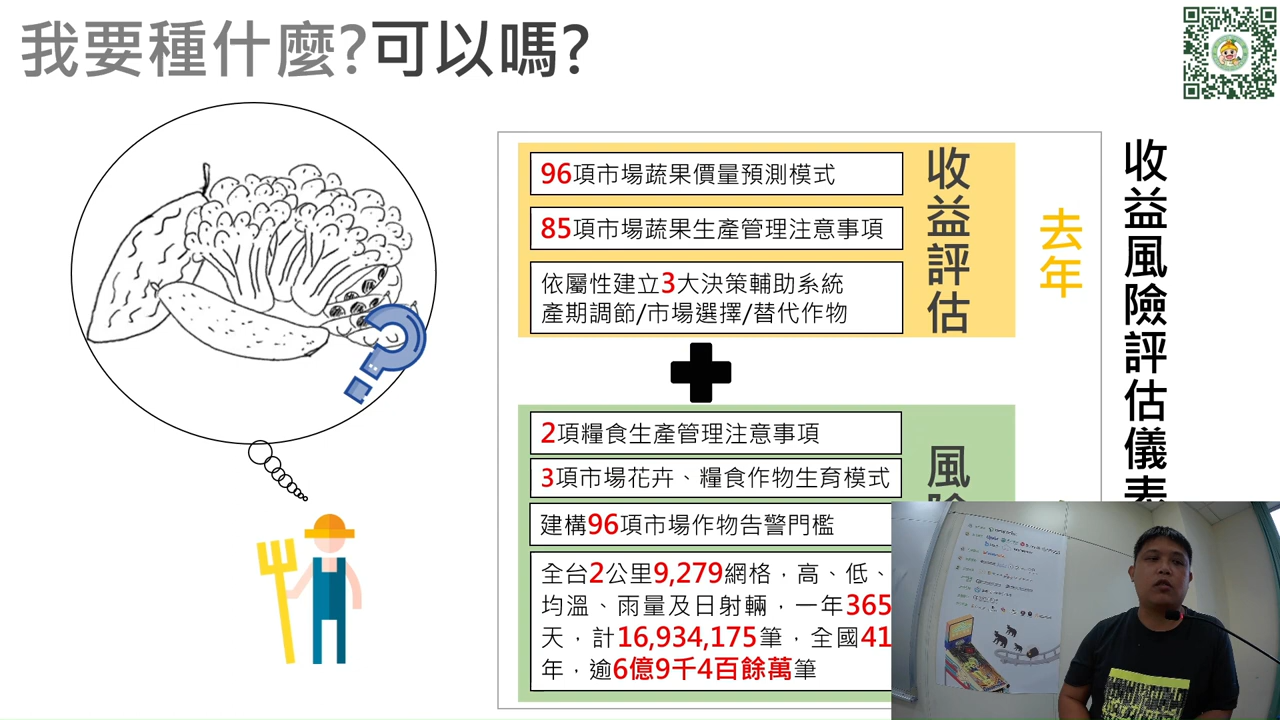 我要種什麼?可以嗎?
96項市場蔬果價量預測模式
85項市場蔬果生產管理注意事項
依屬性建立3大決策輔助系統
產期調節/市場選擇/替代作物
收益評估
去年
收益風險評估儀表
2項糧食生產管理注意事項
3項市場花卉、糧食作物生育模式
建構96項市場作物告警門檻
全台2公里9,279網格，高、低、
均溫、雨量及日射輛，一年365
天，計16,934,175筆，全國41
年，逾6億9千4百餘萬筆
風